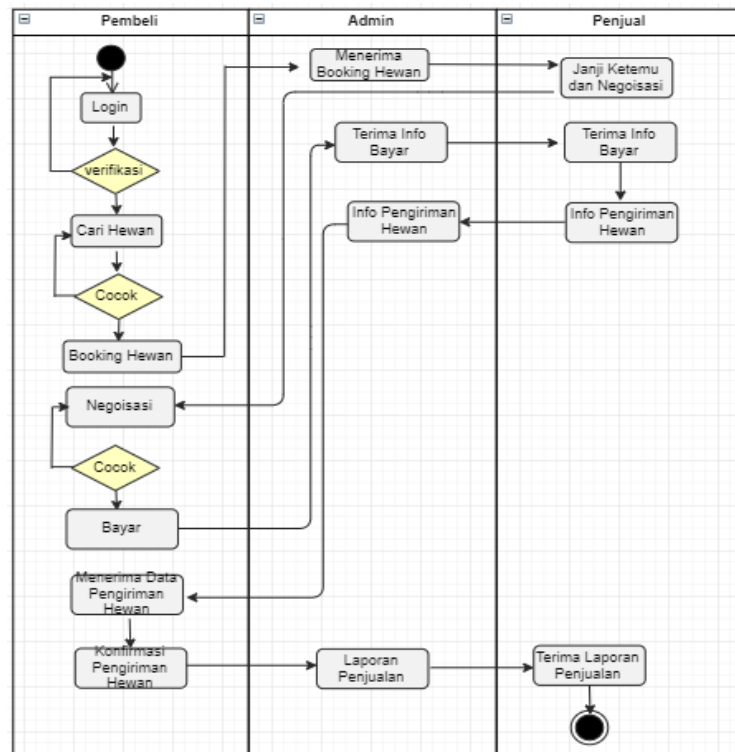 Pembeli
Admin
Penjual
Login
verifikasi
Cari Hewan
Cocok
Booking Hewan
Negoisasi
Cocok
Bayar
Menerima Data
Pengiriman
Hewan
Konfirmasi
Pengiriman
Hewan
Menerima
Booking Hewan
Terima Info
Bayar
Info Pengiriman
Hewan
Laporan
Penjualan
Janji Ketemu
dan Negoisasi
Terima Info
Bayar
Info Pengiriman
Hewan
Terima Laporan
Penjualan